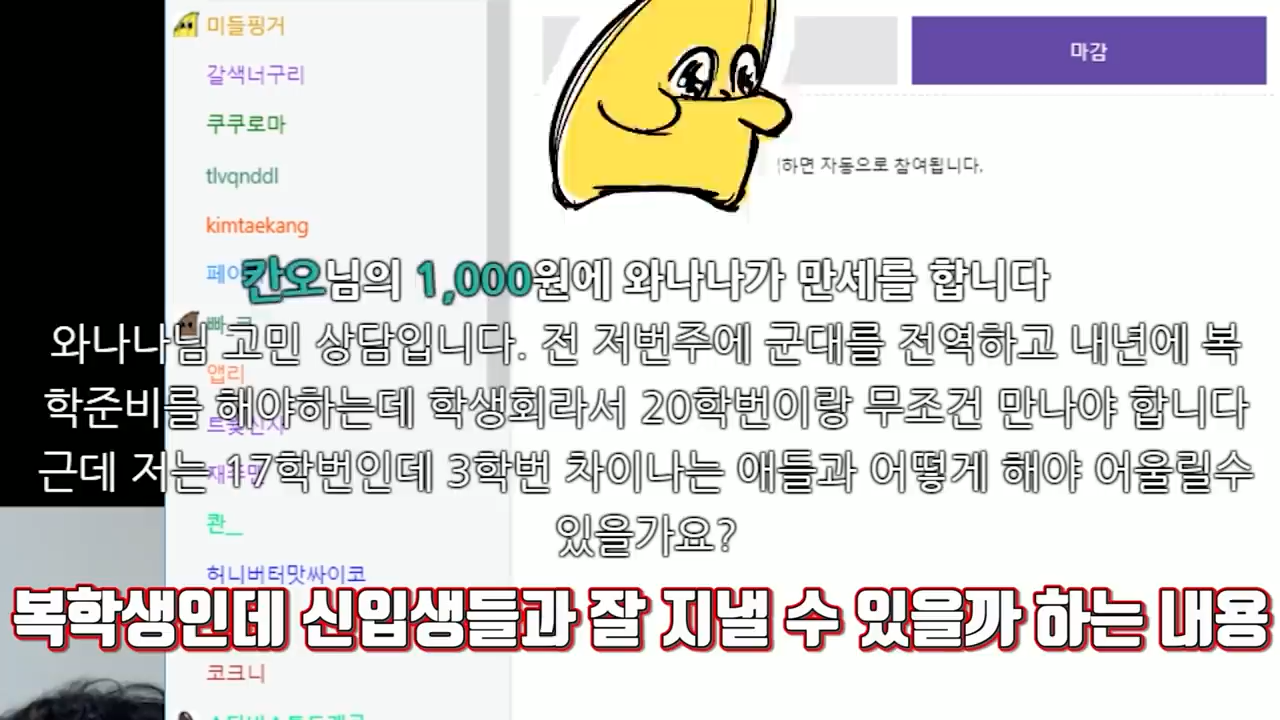 미들핑거
갈색너구리
쿠쿠로마
tlvqnddl
kimtaekang
마감
하면 자동으로 참여됩니다.
칸오님의 1,000원에 와나나가 만세를 합니다
와나나님 고민 상담입니다. 전 저번주에 군대를 전역하고 내년에 복
학준비를 해야하는데 학생회라서 20학번이랑 무조건 만나야 합니다
근데 저는 17학번인데 3학번 차이나는 애들과 어떻게 해야 어울릴수
있을가요?
앱리
콴__
허니버터맛싸이코
복학생인데 신입생들과 잘 지낼 수 있을까 하는 내용
코크니